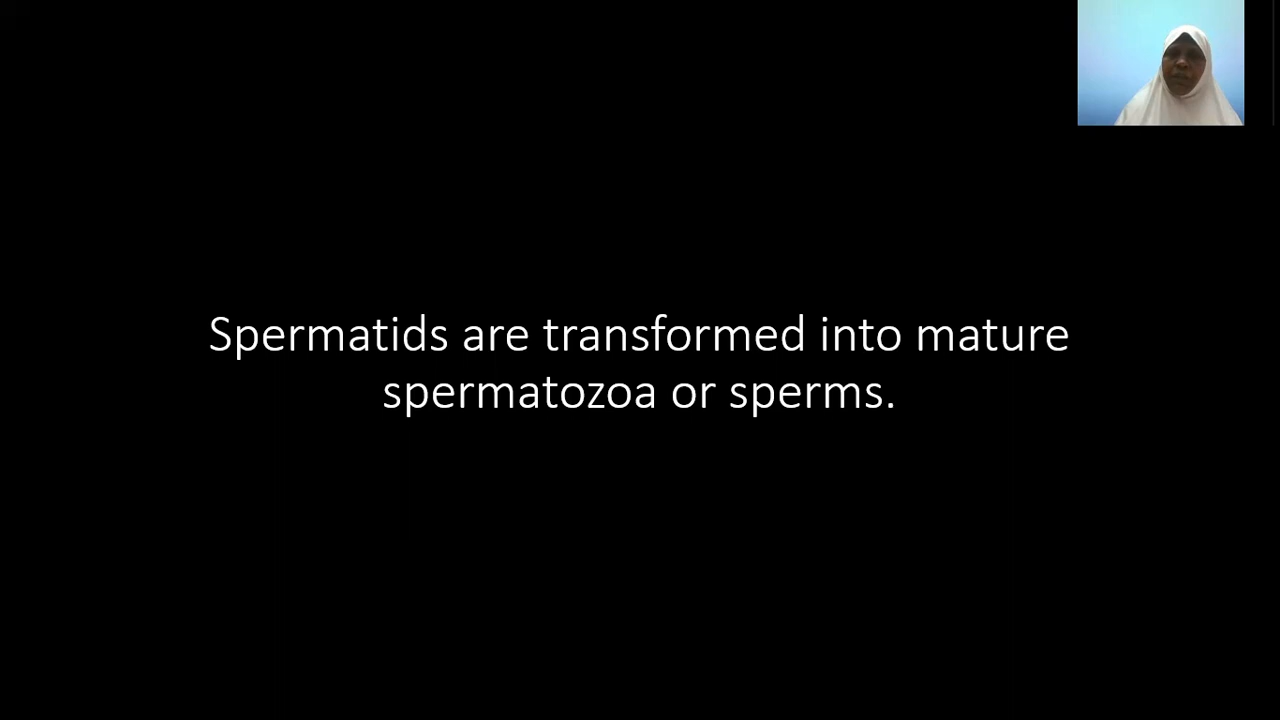 Spermatids are transformed into mature
spermatozoa or sperms.